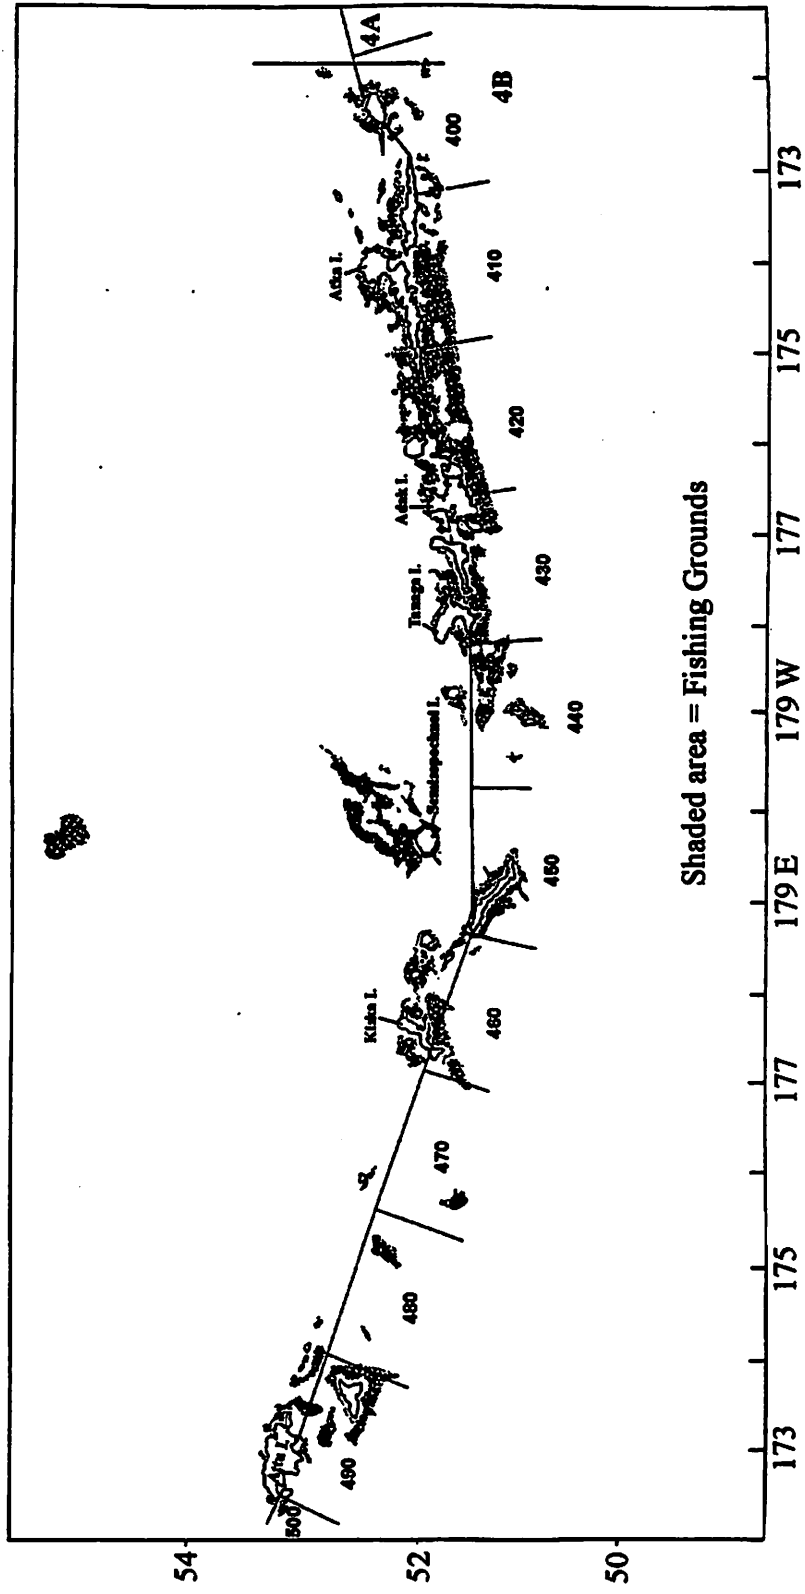 4A
4B
400
410
420
430
440
450
460
470
480
490
500
Atka I.
Adak I.
Tanaga I.
Semisopochnoi I.
Kiska I.
Attu I.
Shaded area = Fishing Grounds
54
52
50
173
175
177
179 E
179 W
177
175
173